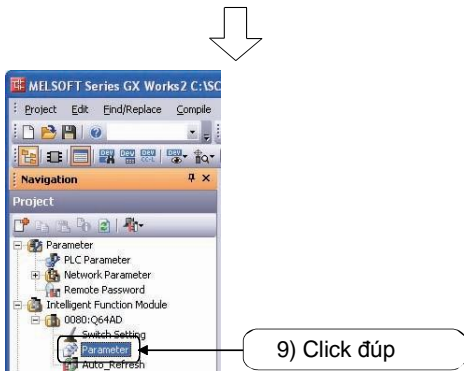 MELSOFT Series GX Works2 C:\SC
Project Edit Find/Replace Compile
Navigation
Project
Parameter
PLC Parameter
Network Parameter
Remote Password
Intelligent Function Module
0080:Q64AD
Switch Setting
Parameter
Auto_Refresh
9) Click đúp